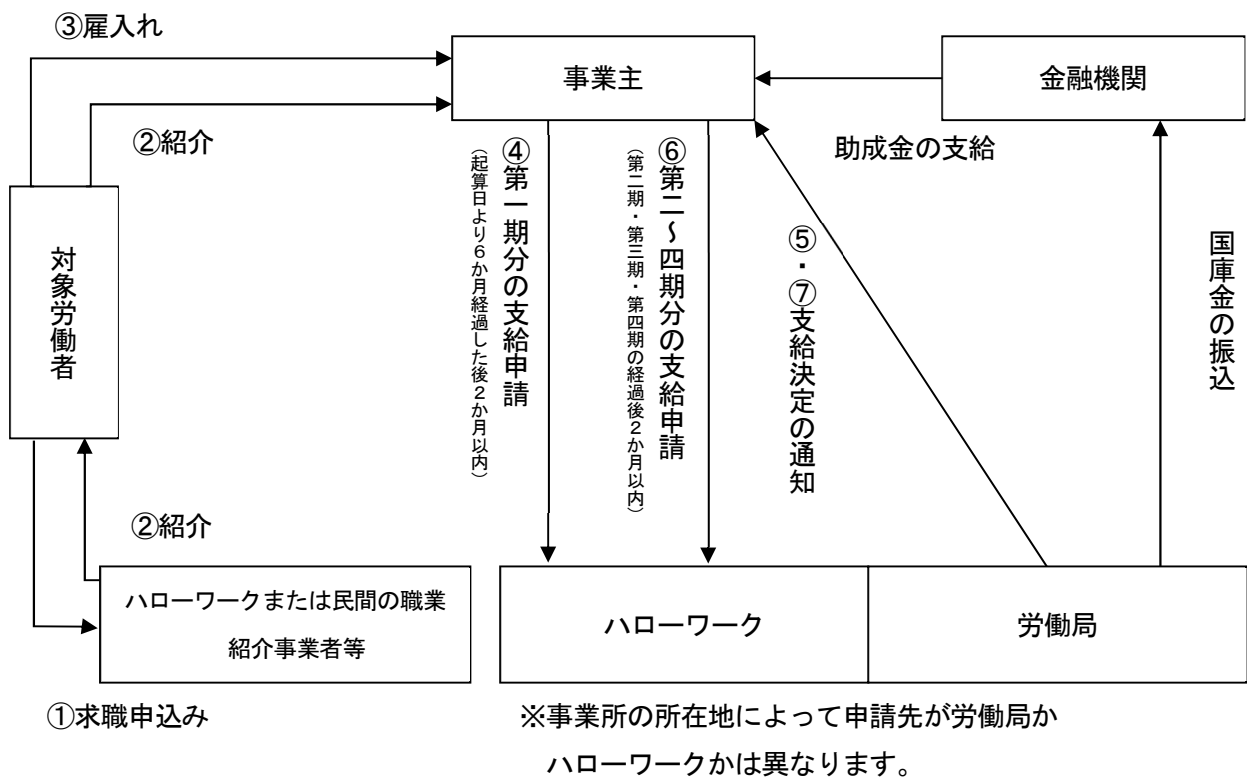 ③雇入れ
事業主
金融機関
②紹介
助成金の支給
④第一期分の支給申請
(起算日より6か月経過した後2か月以内)
⑥第二～四期分の支給申請
(第二期・第三期・第四期の経過後2か月以内)
⑤・⑦支給決定の通知
国庫金の振込
対象労働者
②紹介
ハローワークまたは民間の職業
紹介事業者等
ハローワーク
労働局
①求職申込み
※事業所の所在地によって申請先が労働局か
ハローワークかは異なります。